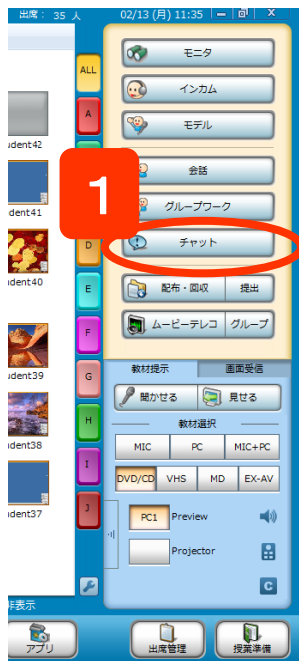 出席： 35 人 02/13 (月) 11:35
ALL
モニタ
インカム
A
モデル
udent42
会話
1
グループワーク
dent41
D
チャット
udent40
E
配布・回収 提出
F
ムービーテレコ グループ
教材提示 画面受信
udent39
G
聞かせる 見せる
教材選択
H
MIC PC MIC+PC
udent38
I
DVD/CD VHS MD EX-AV
J
PC1 Preview
udent37
Projector
C
非表示
アプリ 出席管理 授業準備